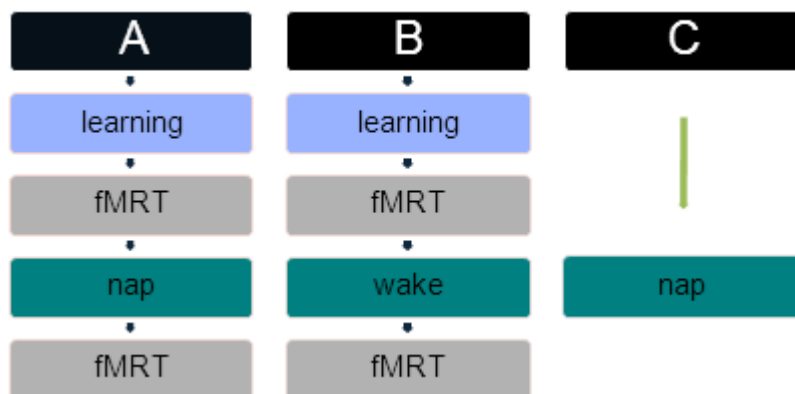 A B C
learning learning
fMRT fMRT
nap wake nap
fMRT fMRT